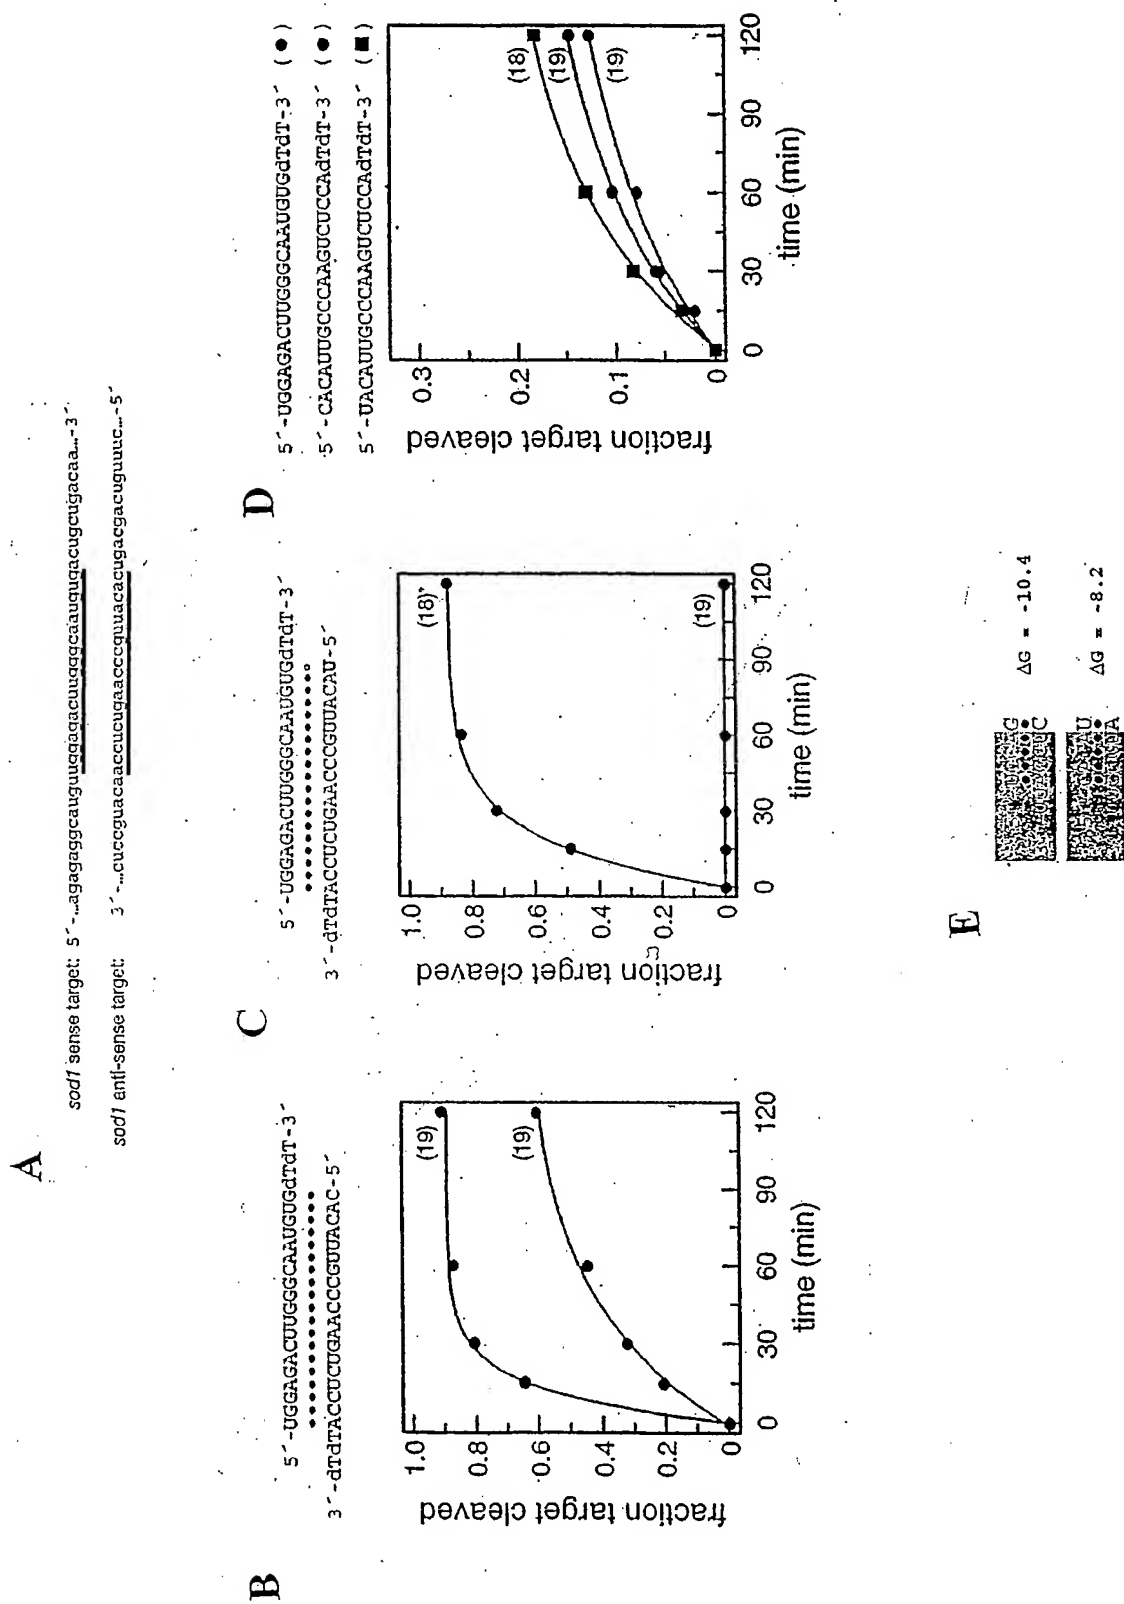 A
sod1 sense target: 5´-…agagaggcauguuggagacuugggcaaugugacugcugacaa…-3´
sod1 anti-sense target: 3´-…cuccguacaaccucugaacccguuacacugacgacuguuuc…-5´
B
5´-UGGAGACUUGGGCAAUGUGdTdT-3´
3´-dTdTACCUCUGAACCCGUUACAC-5´
fraction target cleaved
1.0
0.8
0.6
0.4
0.2
0
(19)
(19)
0 30 60 90 120
time (min)
C
5´-UGGAGACUUGGGCAAUGUGdTdT-3´
3´-dTdTACCUCUGAACCCGUUACAU-5´
fraction target cleaved
1.0
0.8
0.6
0.4
0.2
0
(18)
(19)
0 30 60 90 120
time (min)
D
5´-UGGAGACUUGGGCAAUGUGdTdT-3´ (●)
5´-CACAUUGCCCAAGUCUCCAdTdT-3´ (●)
5´-UACAUUGCCCAAGUCUCCAdTdT-3´ (■)
fraction target cleaved
0.3
0.2
0.1
0
(18)
(19)
(19)
0 30 60 90 120
time (min)
E
G
C
ΔG = -10.4
U
A
ΔG = -8.2